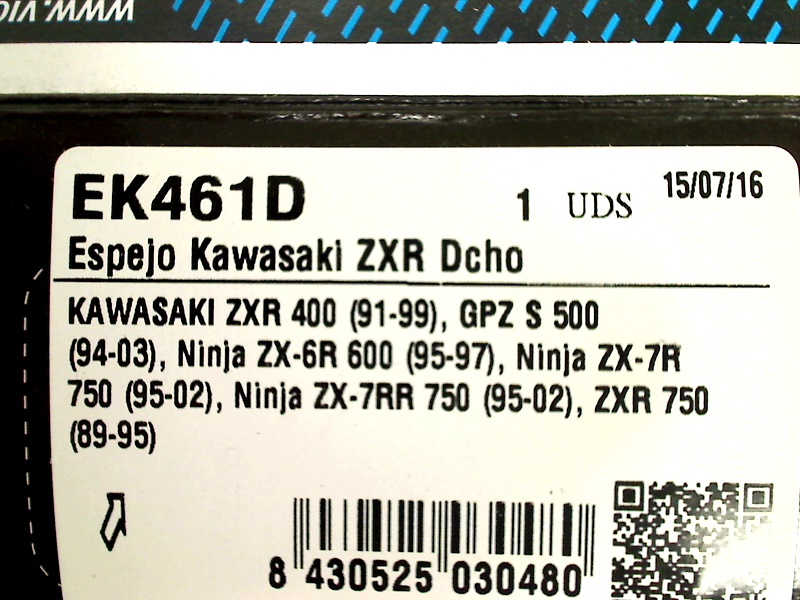 EK461D 1 UDS 15/07/16
Espejo Kawasaki ZXR Dcho
KAWASAKI ZXR 400 (91-99), GPZ S 500
(94-03), Ninja ZX-6R 600 (95-97), Ninja ZX-7R
750 (95-02), Ninja ZX-7RR 750 (95-02), ZXR 750
(89-95)
8 430525 030480